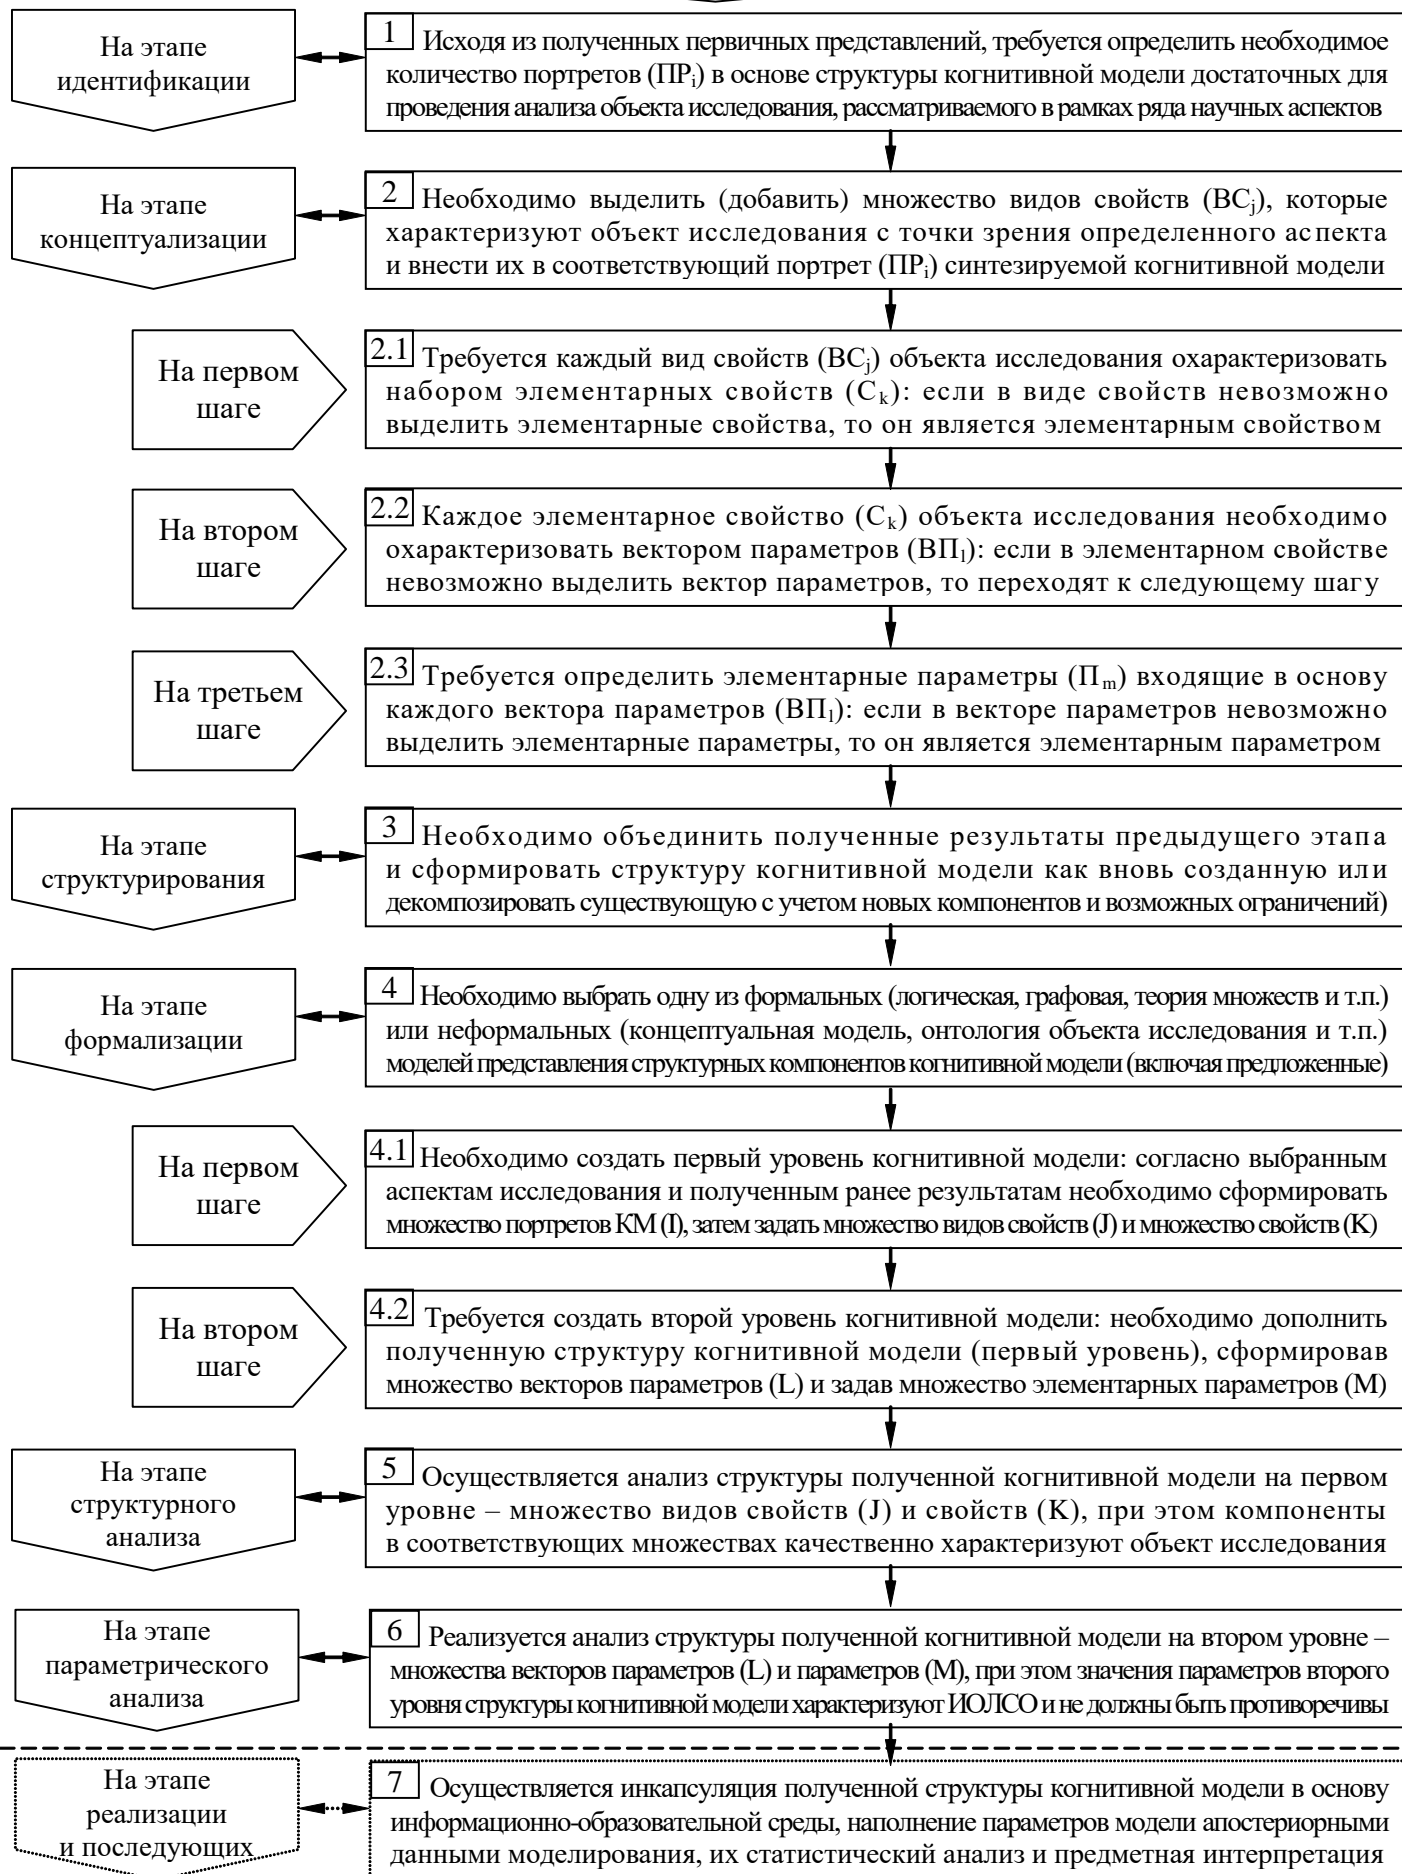 На этапе
идентификации
1 Исходя из полученных первичных представлений, требуется определить необходимое
количество портретов (ПРi) в основе структуры когнитивной модели достаточных для
проведения анализа объекта исследования, рассматриваемого в рамках ряда научных аспектов
На этапе
концептуализации
2 Необходимо выделить (добавить) множество видов свойств (ВСj), которые
характеризуют объект исследования с точки зрения определенного аспекта
и внести их в соответствующий портрет (ПРi) синтезируемой когнитивной модели
На первом
шаге
2.1 Требуется каждый вид свойств (ВСj) объекта исследования охарактеризовать
набором элементарных свойств (Сk): если в виде свойств невозможно
выделить элементарные свойства, то он является элементарным свойством
На втором
шаге
2.2 Каждое элементарное свойство (Сk) объекта исследования необходимо
охарактеризовать вектором параметров (ВПl): если в элементарном свойстве
невозможно выделить вектор параметров, то переходят к следующему шагу
На третьем
шаге
2.3 Требуется определить элементарные параметры (Пm) входящие в основу
каждого вектора параметров (ВПl): если в векторе параметров невозможно
выделить элементарные параметры, то он является элементарным параметром
На этапе
структурирования
3 Необходимо объединить полученные результаты предыдущего этапа
и сформировать структуру когнитивной модели как вновь созданную или
декомпозировать существующую с учетом новых компонентов и возможных ограничений)
На этапе
формализации
4 Необходимо выбрать одну из формальных (логическая, графовая, теория множеств и т.п.)
или неформальных (концептуальная модель, онтология объекта исследования и т.п.)
моделей представления структурных компонентов когнитивной модели (включая предложенные)
На первом
шаге
4.1 Необходимо создать первый уровень когнитивной модели: согласно выбранным
аспектам исследования и полученным ранее результатам необходимо сформировать
множество портретов КМ (I), затем задать множество видов свойств (J) и множество свойств (K)
На втором
шаге
4.2 Требуется создать второй уровень когнитивной модели: необходимо дополнить
полученную структуру когнитивной модели (первый уровень), сформировав
множество векторов параметров (L) и задав множество элементарных параметров (M)
На этапе
структурного
анализа
5 Осуществляется анализ структуры полученной когнитивной модели на первом
уровне – множество видов свойств (J) и свойств (K), при этом компоненты
в соответствующих множествах качественно характеризуют объект исследования
На этапе
параметрического
анализа
6 Реализуется анализ структуры полученной когнитивной модели на втором уровне –
множества векторов параметров (L) и параметров (M), при этом значения параметров второго
уровня структуры когнитивной модели характеризуют ИОЛСО и не должны быть противоречивы
На этапе
реализации
и последующих
7 Осуществляется инкапсуляция полученной структуры когнитивной модели в основу
информационно-образовательной среды, наполнение параметров модели апостериорными
данными моделирования, их статистический анализ и предметная интерпретация